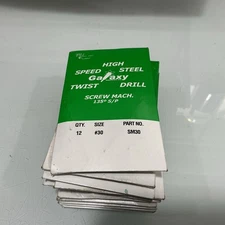 HIGH
SPEED STEEL
Galaxy
TWIST DRILL
SCREW MACH.
135° S/P
QTY. SIZE PART NO.
12 #30 SM30